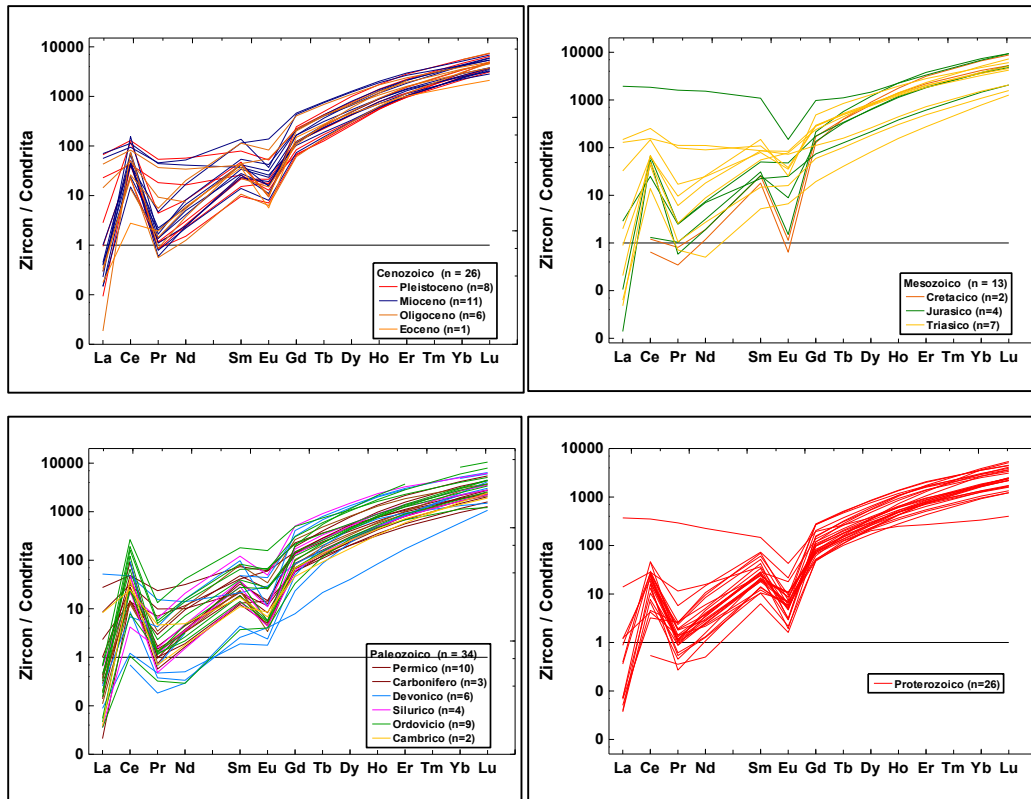 10000
1000
100
10
1
0
0
Zircon / Condrita
Cenozoico (n = 26)
Pleistoceno (n=8)
Mioceno (n=11)
Oligoceno (n=6)
Eoceno (n=1)
La Ce Pr Nd Sm Eu Gd Tb Dy Ho Er Tm Yb Lu
10000
1000
100
10
1
0
0
Zircon / Condrita
Mesozoico (n = 13)
Cretacico (n=2)
Jurasico (n=4)
Triasico (n=7)
La Ce Pr Nd Sm Eu Gd Tb Dy Ho Er Tm Yb Lu
10000
1000
100
10
1
0
0
Zircon / Condrita
Paleozoico (n = 34)
Permico (n=10)
Carbonifero (n=3)
Devonico (n=6)
Silurico (n=4)
Ordovicio (n=9)
Cambrico (n=2)
La Ce Pr Nd Sm Eu Gd Tb Dy Ho Er Tm Yb Lu
10000
1000
100
10
1
0
0
Zircon / Condrita
Proterozoico (n=26)
La Ce Pr Nd Sm Eu Gd Tb Dy Ho Er Tm Yb Lu